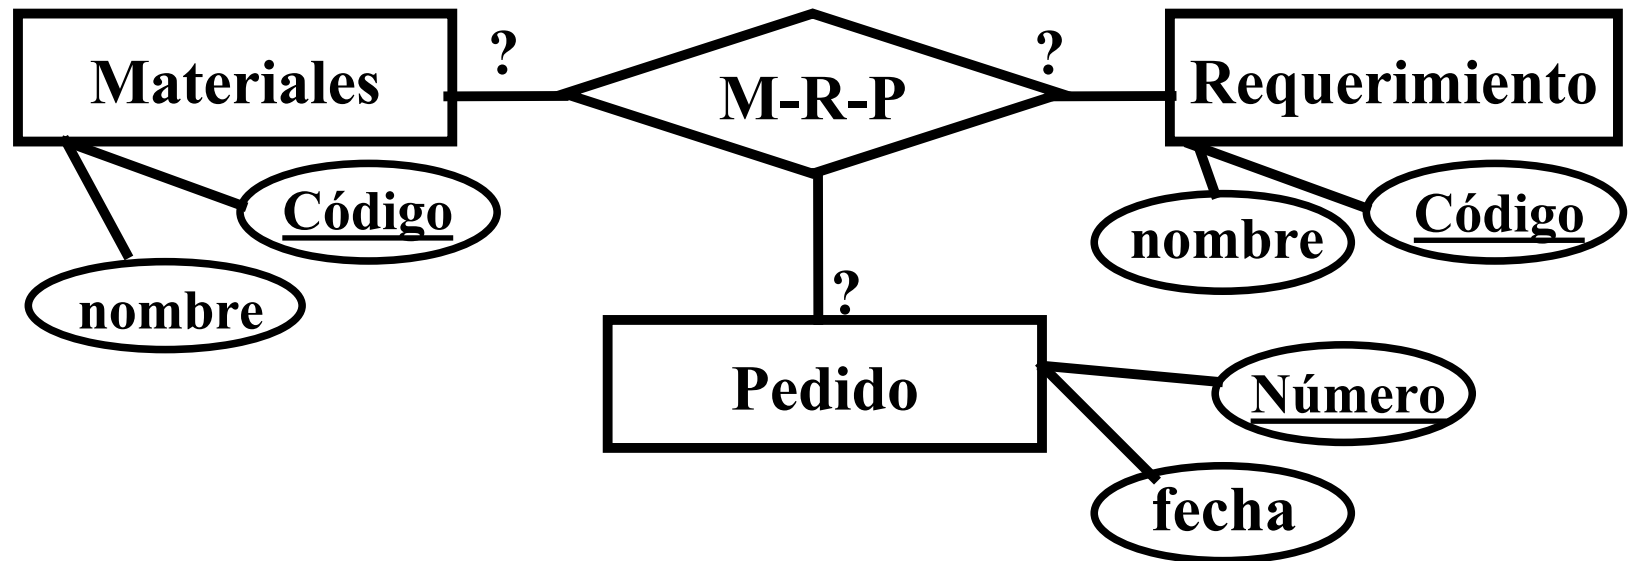 ? ?
Materiales M-R-P Requerimiento
Código Código
nombre nombre
?
Pedido
Número
fecha